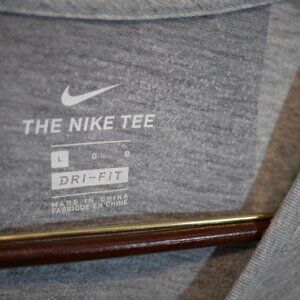 THE NIKE TEE
L G G
DRI-FIT
MADE IN CHINA
FABRIQUÉ EN CHINE